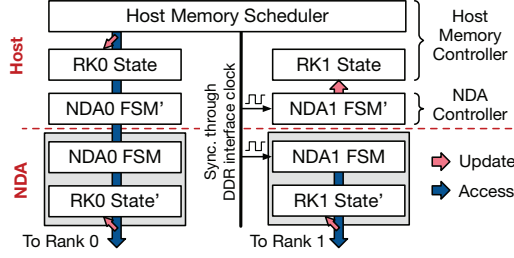 Host Memory Scheduler
Host
Memory
Controller
Host
RK0 State
RK1 State
NDA0 FSM'
NDA1 FSM'
NDA
Controller
Sync. through
DDR interface clock
NDA
NDA0 FSM
NDA1 FSM
Update
RK0 State'
RK1 State'
Access
To Rank 0
To Rank 1